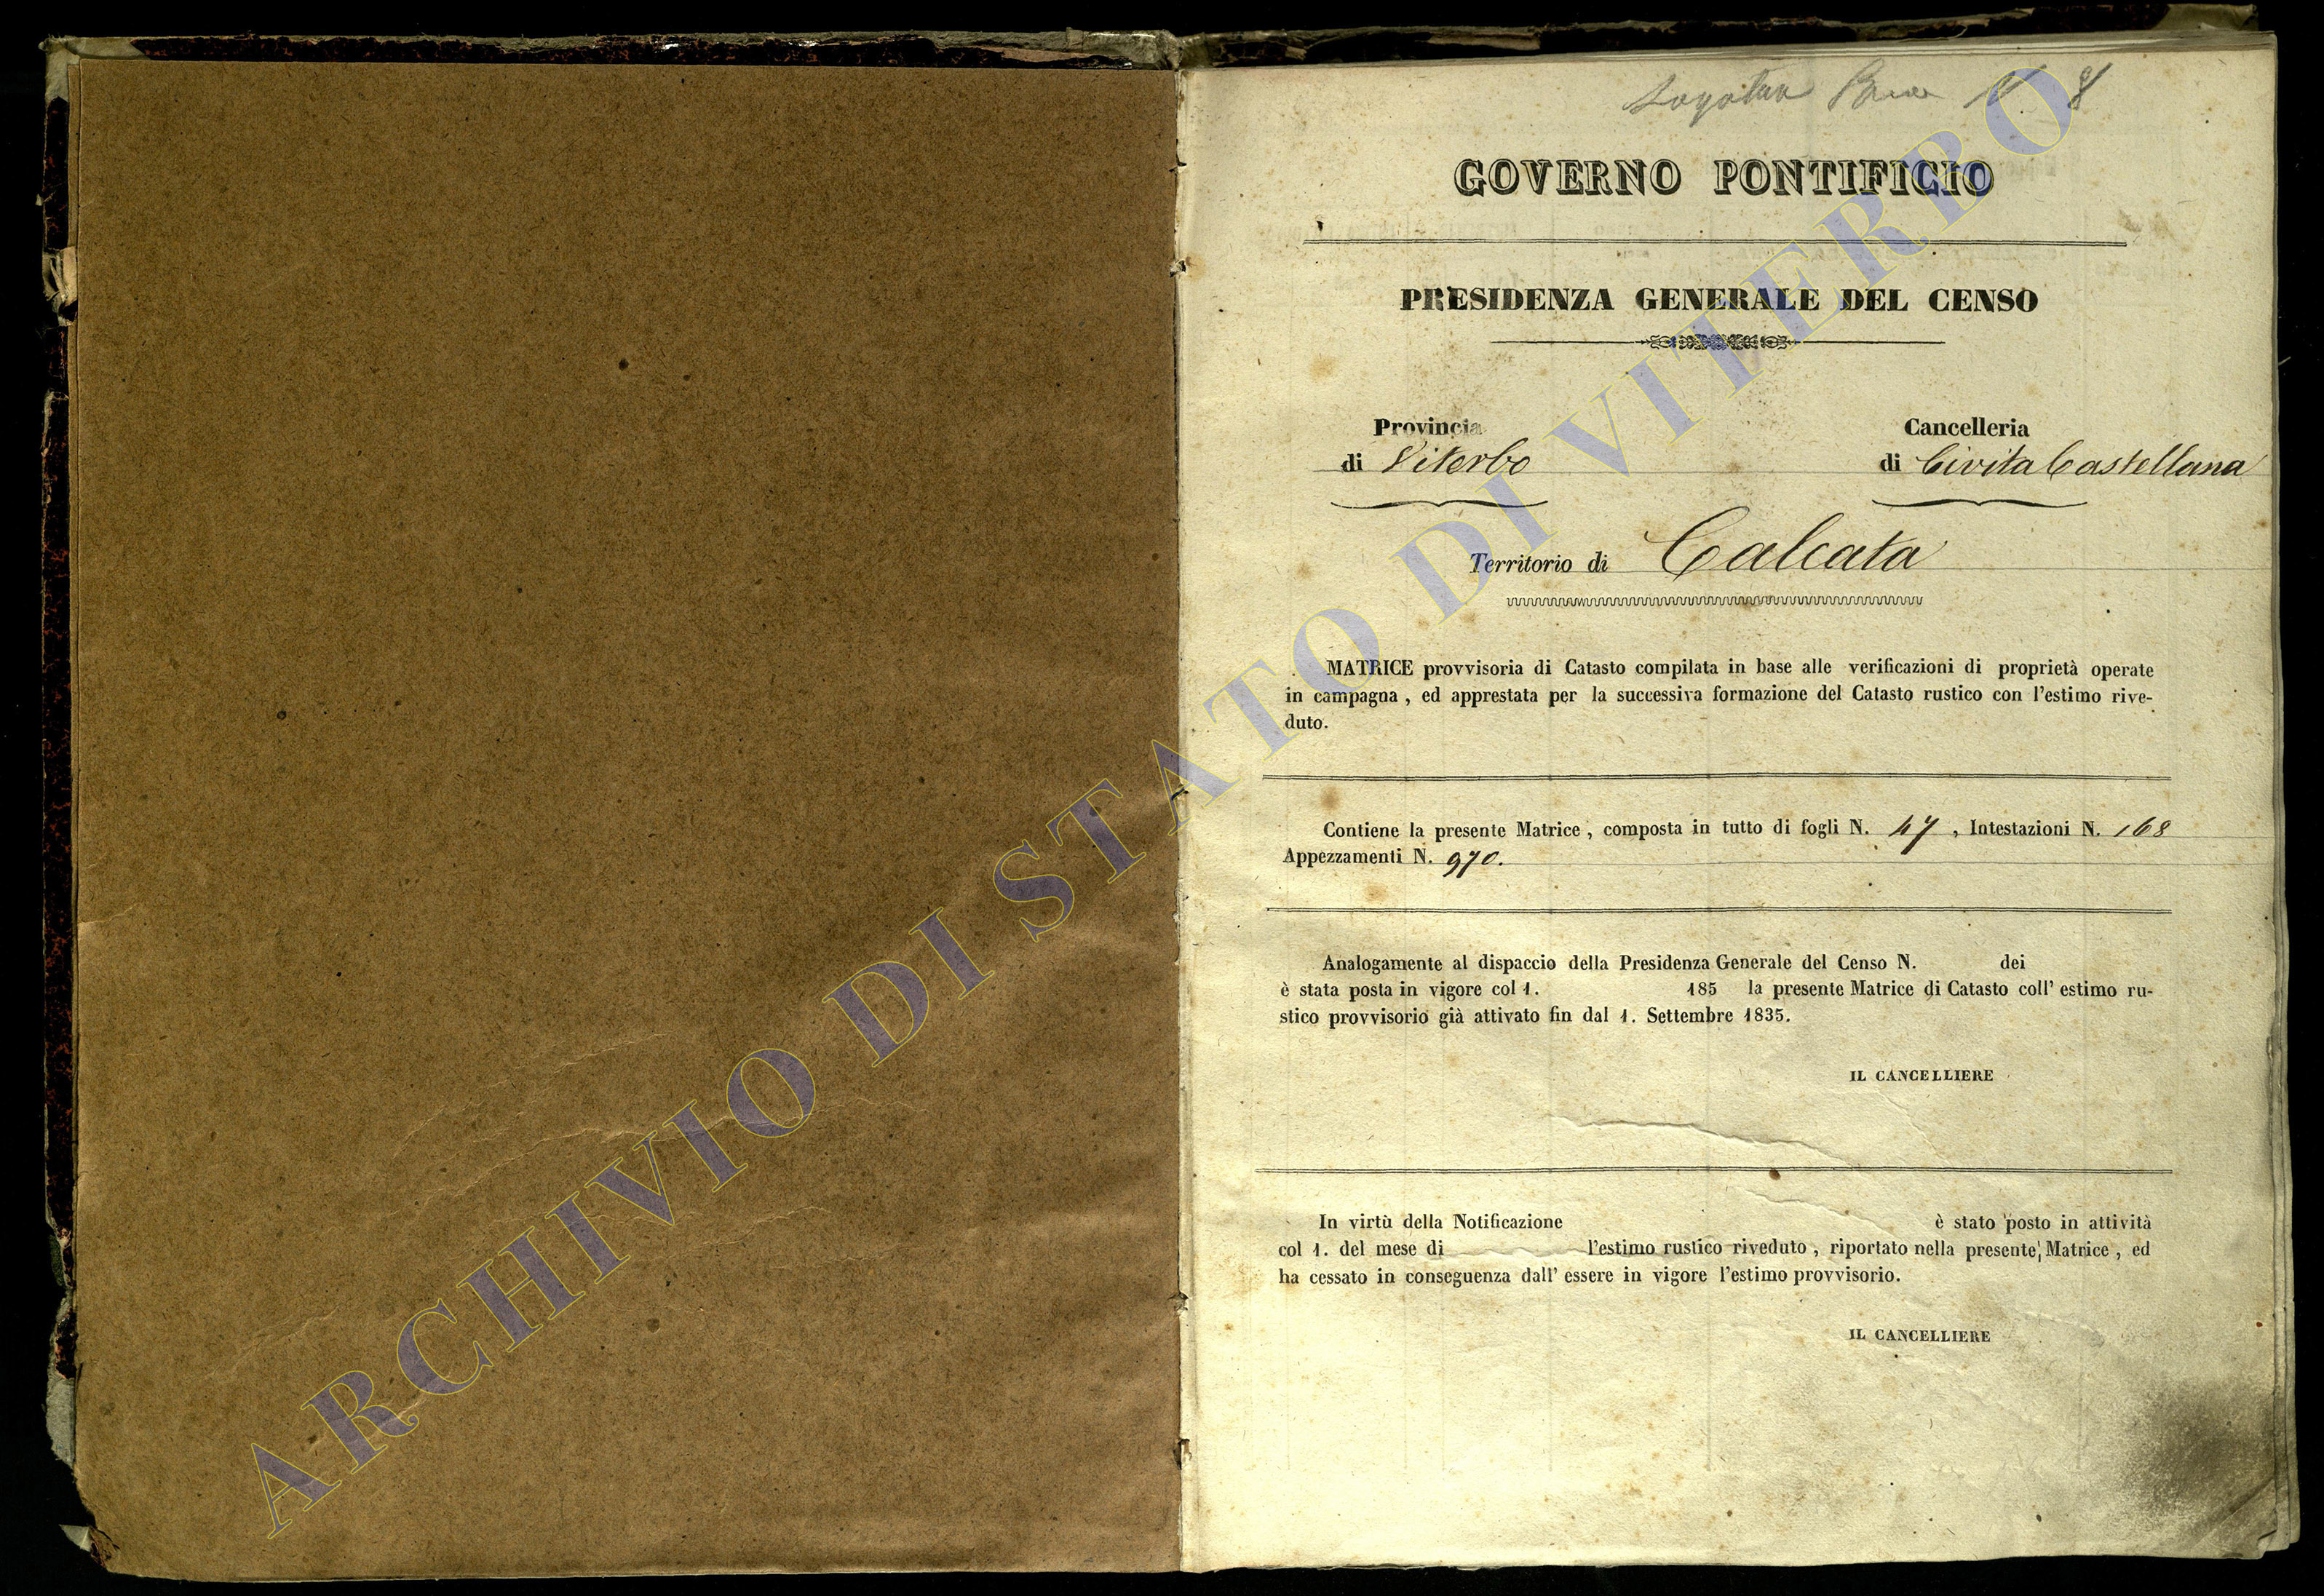 N. 8
GOVERNO PONTIFICIO
PRESIDENZA GENERALE DEL CENSO
Provincia
di Viterbo
Cancelleria
di Civita Castellana
Territorio di Calcata
MATRICE provvisoria di Catasto compilata in base alle verificazioni di proprietà operate
in campagna , ed apprestata per la successiva formazione del Catasto rustico con l'estimo rive-
duto.
Contiene la presente Matrice , composta in tutto di fogli N. 47 , Intestazioni N. 168
Appezzamenti N. 970.
Analogamente al dispaccio della Presidenza Generale del Censo N. dei
è stata posta in vigore col 1. 185 la presente Matrice di Catasto coll' estimo ru-
stico provvisorio già attivato fin dal 1. Settembre 1835.
IL CANCELLIERE
In virtù della Notificazione è stato posto in attività
col 1. del mese di l'estimo rustico riveduto , riportato nella presente Matrice , ed
ha cessato in conseguenza dall' essere in vigore l'estimo provvisorio.
IL CANCELLIERE
ARCHIVIO DI STATO DI VITERBO